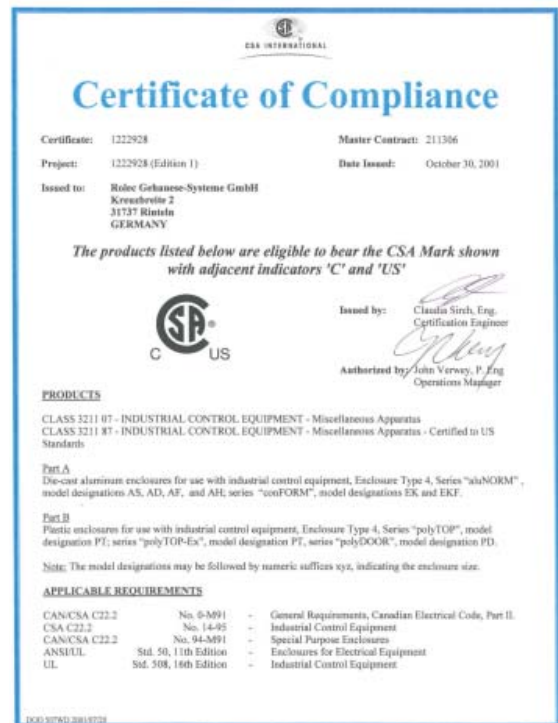 CSA INTERNATIONAL
Certificate of Compliance
Certificate: 1222928 Master Contract: 211306
Project: 1222928 (Edition 1) Date Issued: October 30, 2001
Issued to: Rolec Gehaeuse-Systeme GmbH
Kreuzbreite 2
31737 Rinteln
GERMANY
The products listed below are eligible to bear the CSA Mark shown
with adjacent indicators 'C' and 'US'
Issued by: Claudia Sirch, Eng.
Certification Engineer
C US
Authorized by: John Verwey, P. Eng
Operations Manager
PRODUCTS
CLASS 3211 07 - INDUSTRIAL CONTROL EQUIPMENT - Miscellaneous Apparatus
CLASS 3211 87 - INDUSTRIAL CONTROL EQUIPMENT - Miscellaneous Apparatus - Certified to US
Standards
Part A
Die-cast aluminum enclosures for use with industrial control equipment, Enclosure Type 4, Series "aluNORM" ,
model designations AS, AD, AF, and AH; series "conFORM", model designations EK and EKF.
Part B
Plastic enclosures for use with industrial control equipment, Enclosure Type 4, Series "polyTOP", model
designation PT; series "polyTOP-Ex", model designation PT, series "polyDOOR", model designation PD.
Note: The model designations may be followed by numeric suffices xyz, indicating the enclosure size.
APPLICABLE REQUIREMENTS
CAN/CSA C22.2 No. 0-M91 - General Requirements, Canadian Electrical Code, Part II.
CSA C22.2 No. 14-95 - Industrial Control Equipment
CAN/CSA C22.2 No. 94-M91 - Special Purpose Enclosures
ANSI/UL Std. 50, 11th Edition - Enclosures for Electrical Equipment
UL Std. 508, 16th Edition - Industrial Control Equipment